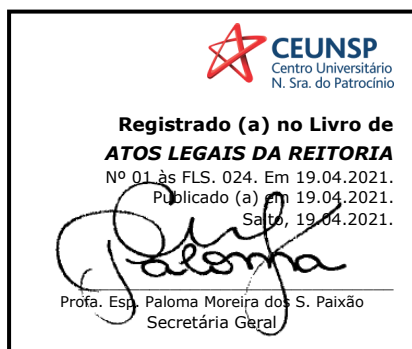 CEUNSP
Centro Universitário
N. Sra. do Patrocínio
Registrado (a) no Livro de
ATOS LEGAIS DA REITORIA
Nº 01 às FLS. 024. Em 19.04.2021.
Publicado (a) em 19.04.2021.
Salto, 19.04.2021.
Paloma
Profa. Esp. Paloma Moreira dos S. Paixão
Secretária Geral